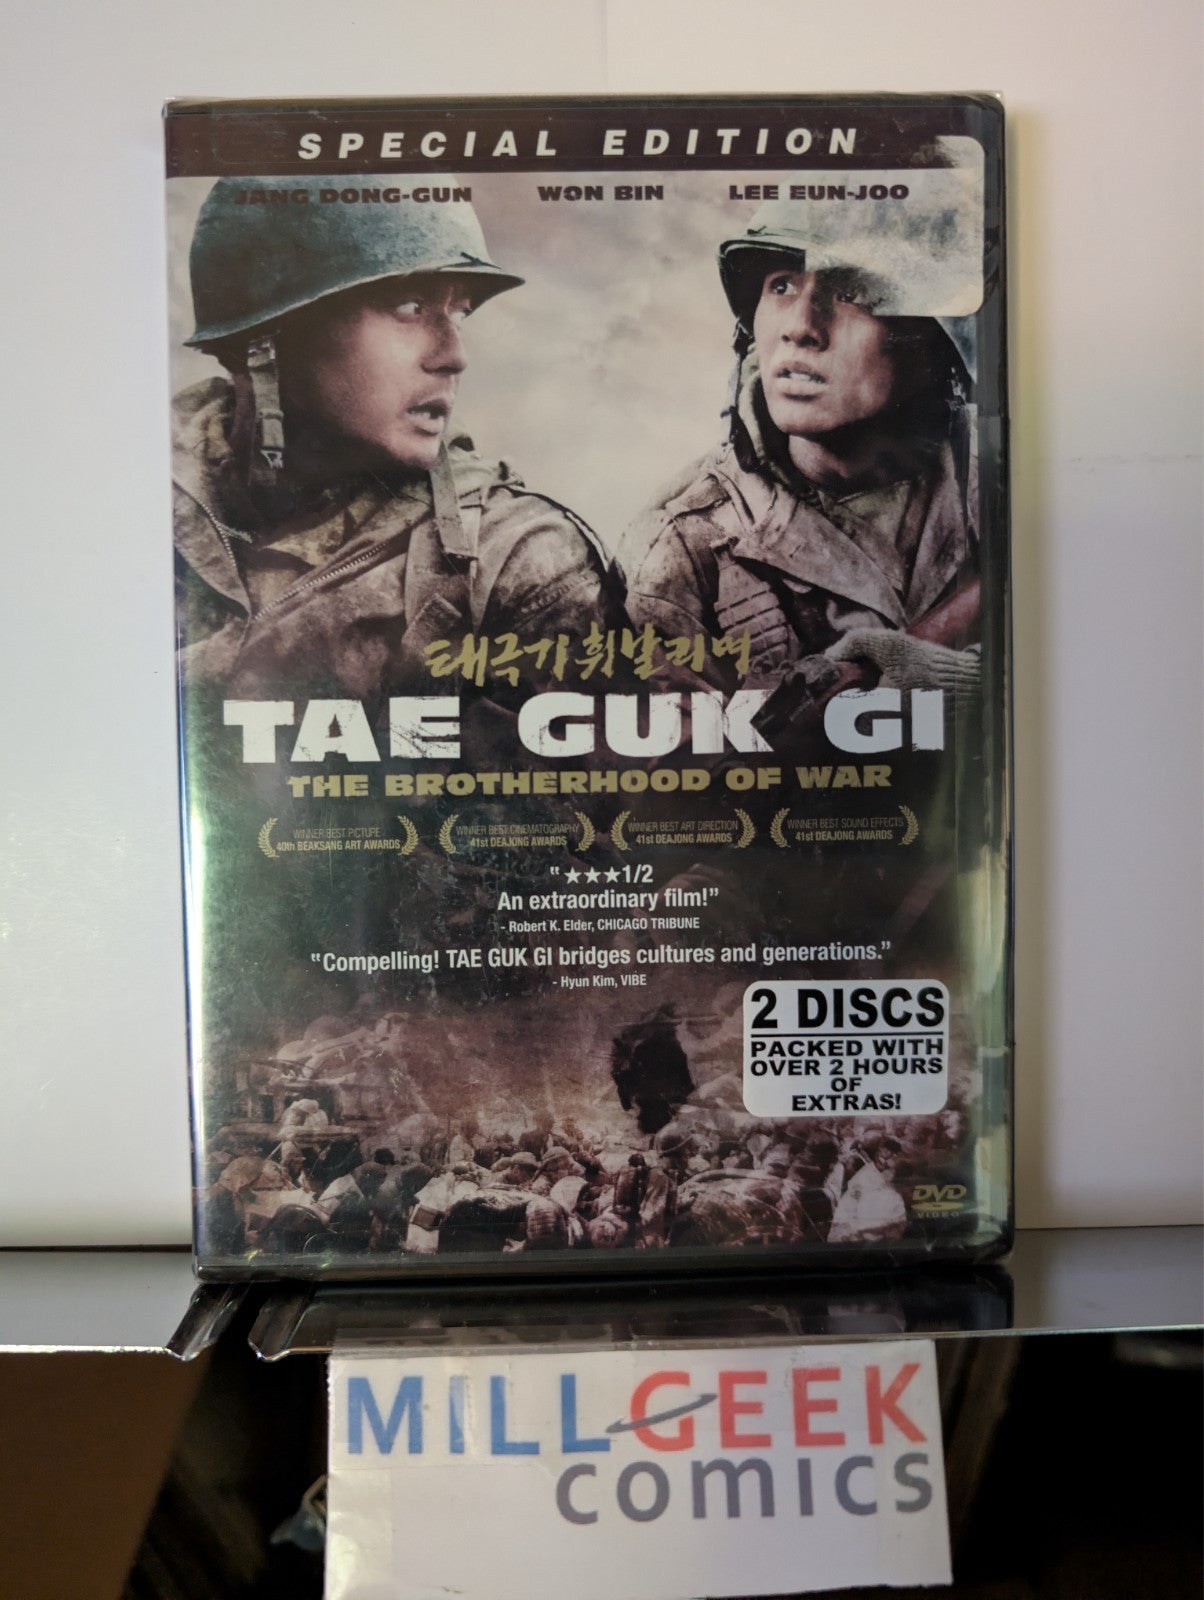 SPECIAL EDITION
JANG DONG-GUN WON BIN LEE EUN-JOO
태극기 휘날리며
TAE GUK GI
THE BROTHERHOOD OF WAR
WINNER BEST PICTURE
40th BEAKSANG ART AWARDS
WINNER BEST CINEMATOGRAPHY
41st DEAJONG AWARDS
WINNER BEST ART DIRECTION
41st DEAJONG AWARDS
WINNER BEST SOUND EFFECTS
41st DEAJONG AWARDS
"★★★1/2
An extraordinary film!"
- Robert K. Elder, CHICAGO TRIBUNE
"Compelling! TAE GUK GI bridges cultures and generations."
- Hyun Kim, VIBE
2 DISCS
PACKED WITH
OVER 2 HOURS
OF
EXTRAS!
DVD
VIDEO
MILLGEEK
comics